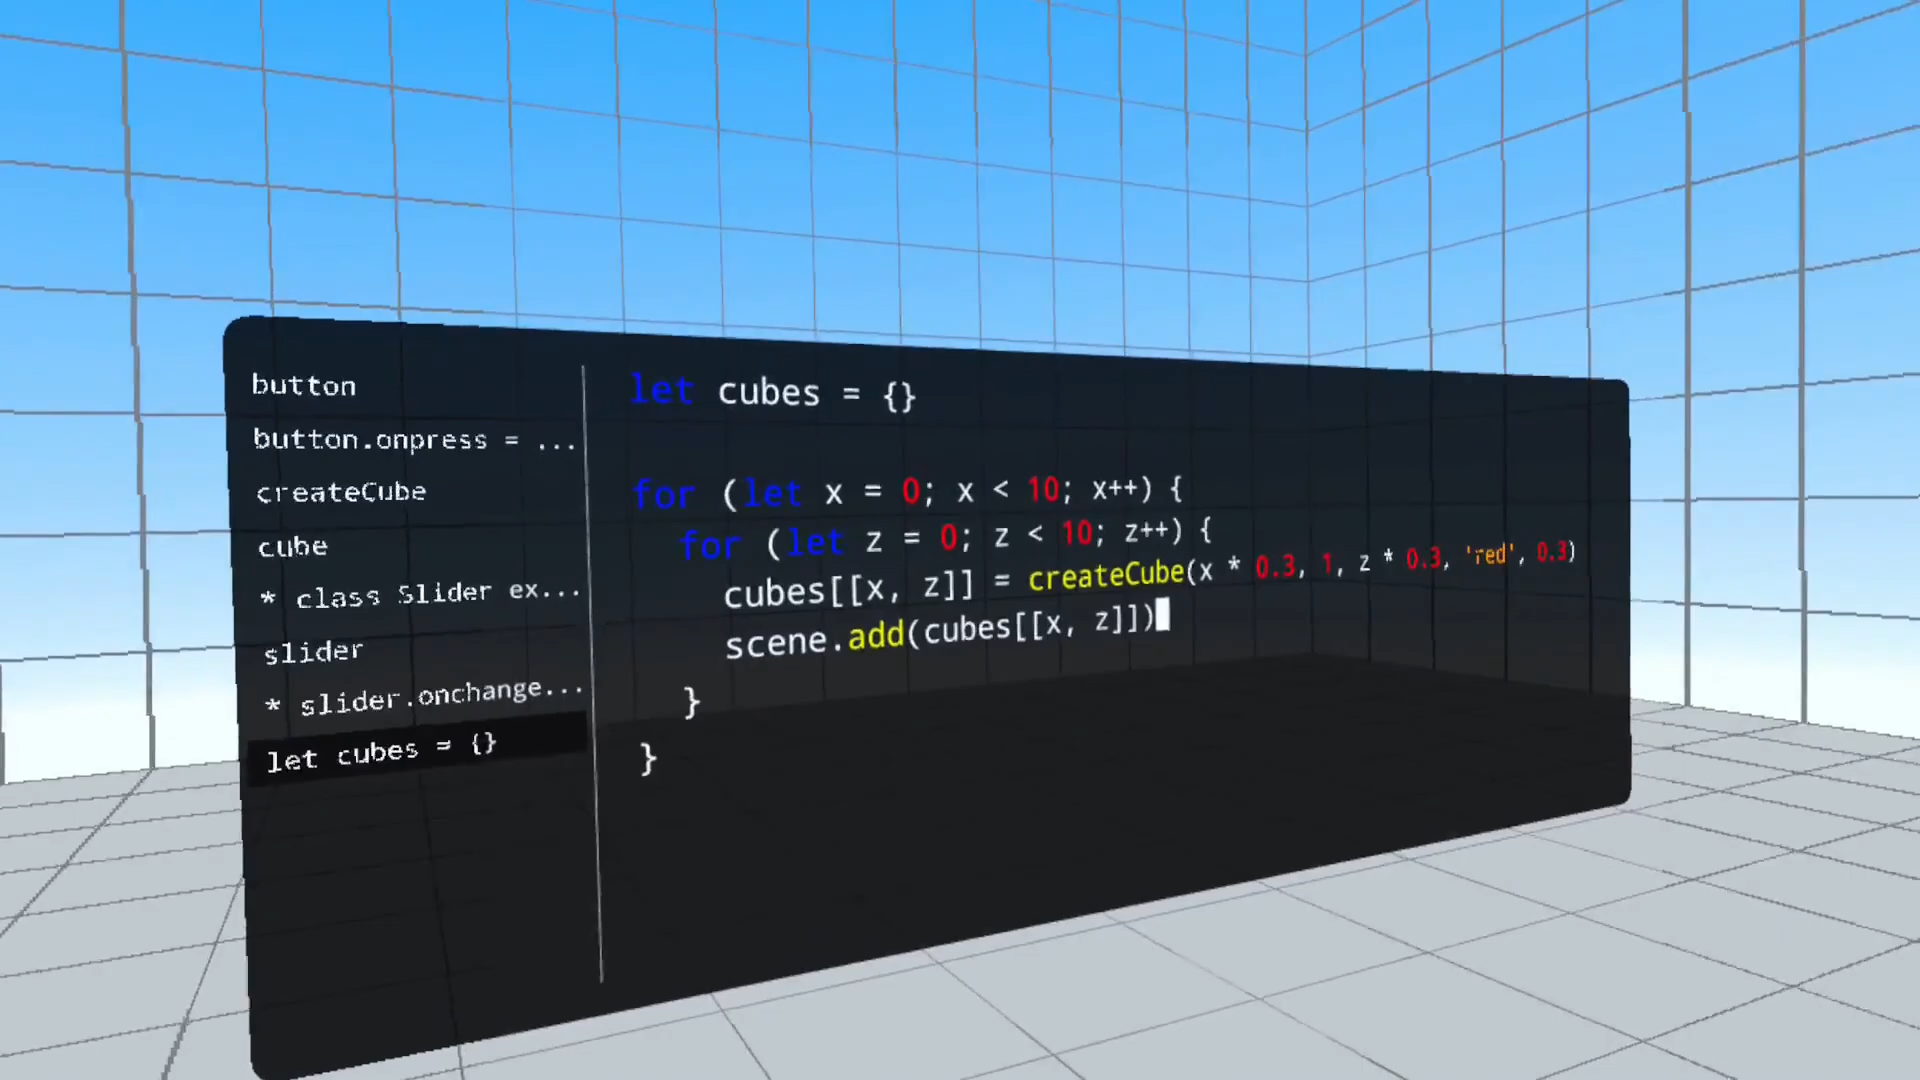 button
button.onpress = ...
createCube
cube
* class Slider ex...
slider
* slider.onchange...
let cubes = {}
let cubes = {}
for (let x = 0; x < 10; x++) {
for (let z = 0; z < 10; z++) {
cubes[[x, z]] = createCube(x * 0.3, 1, z * 0.3, 'red', 0.3)
scene.add(cubes[[x, z]])
}
}